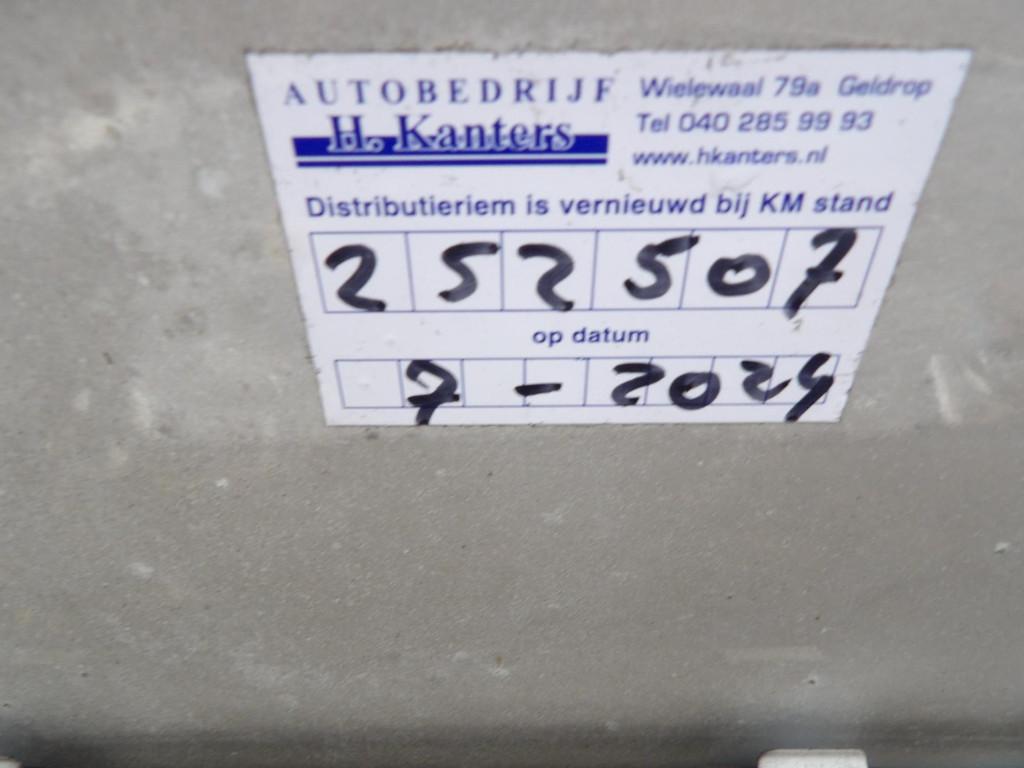 AUTOBEDRIJF
H. Kanters
Wielewaal 79a Geldrop
Tel 040 285 99 93
www.hkanters.nl
Distributieriem is vernieuwd bij KM stand
252507
op datum
7-2024